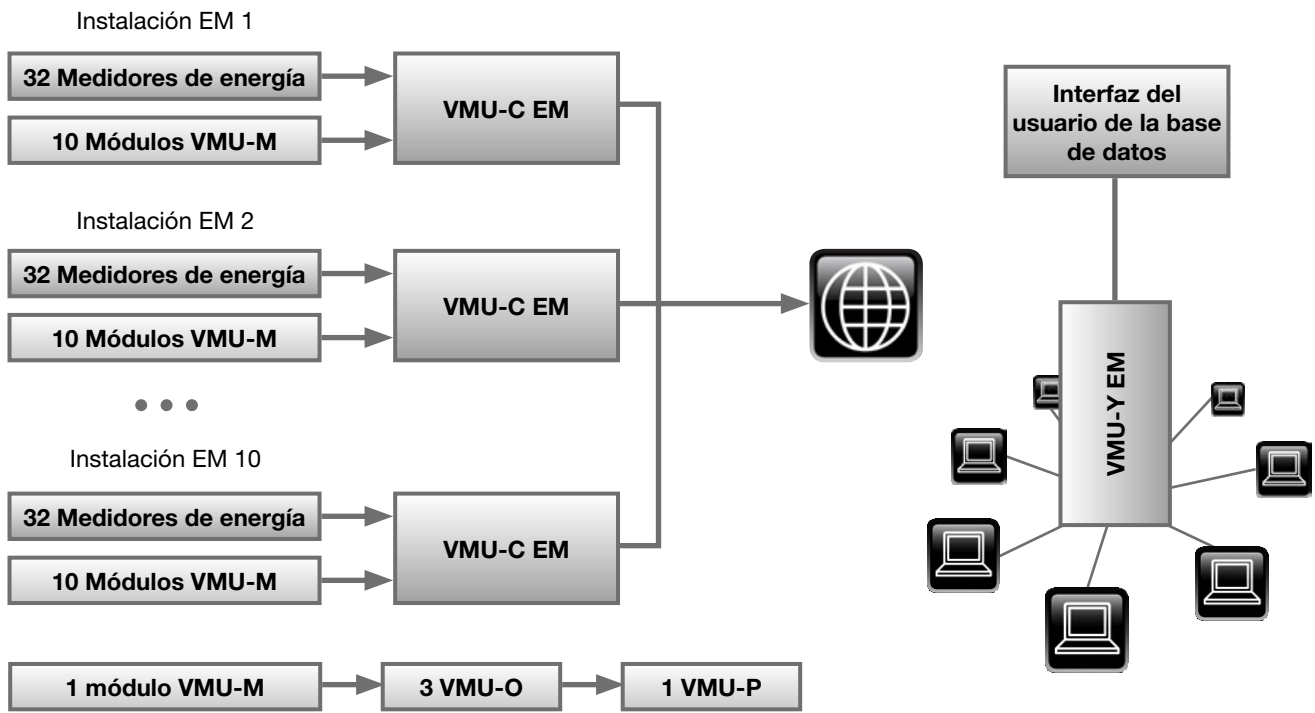 Instalación EM 1
32 Medidores de energía
10 Módulos VMU-M
VMU-C EM
Instalación EM 2
32 Medidores de energía
10 Módulos VMU-M
VMU-C EM
Instalación EM 10
32 Medidores de energía
10 Módulos VMU-M
VMU-C EM
1 módulo VMU-M
3 VMU-O
1 VMU-P
Interfaz del
usuario de la base
de datos
VMU-Y EM